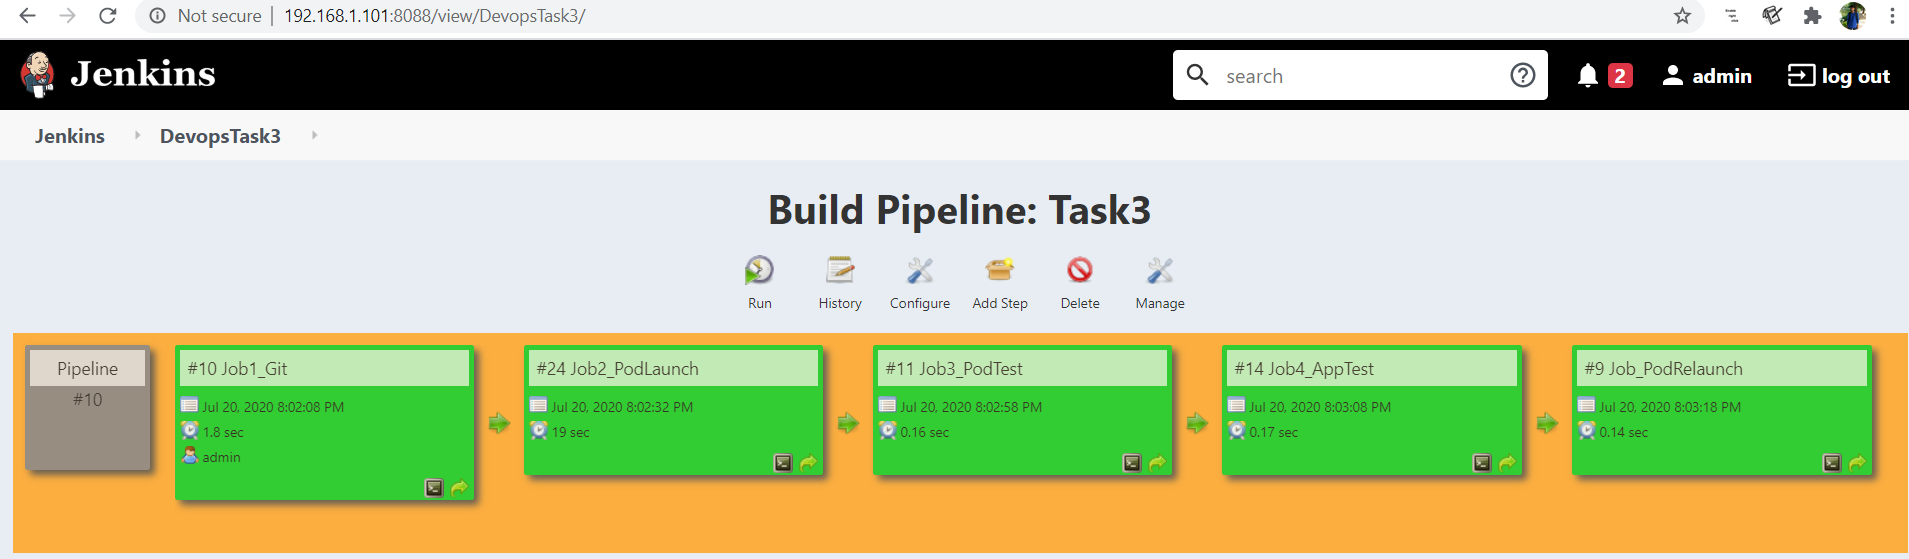 Not secure 192.168.1.101:8088/view/DevopsTask3/
Jenkins search 2 admin log out
Jenkins DevopsTask3
Build Pipeline: Task3
Run History Configure Add Step Delete Manage
Pipeline
#10
#10 Job1_Git
Jul 20, 2020 8:02:08 PM
1.8 sec
admin
#24 Job2_PodLaunch
Jul 20, 2020 8:02:32 PM
19 sec
#11 Job3_PodTest
Jul 20, 2020 8:02:58 PM
0.16 sec
#14 Job4_AppTest
Jul 20, 2020 8:03:08 PM
0.17 sec
#9 Job_PodRelaunch
Jul 20, 2020 8:03:18 PM
0.14 sec